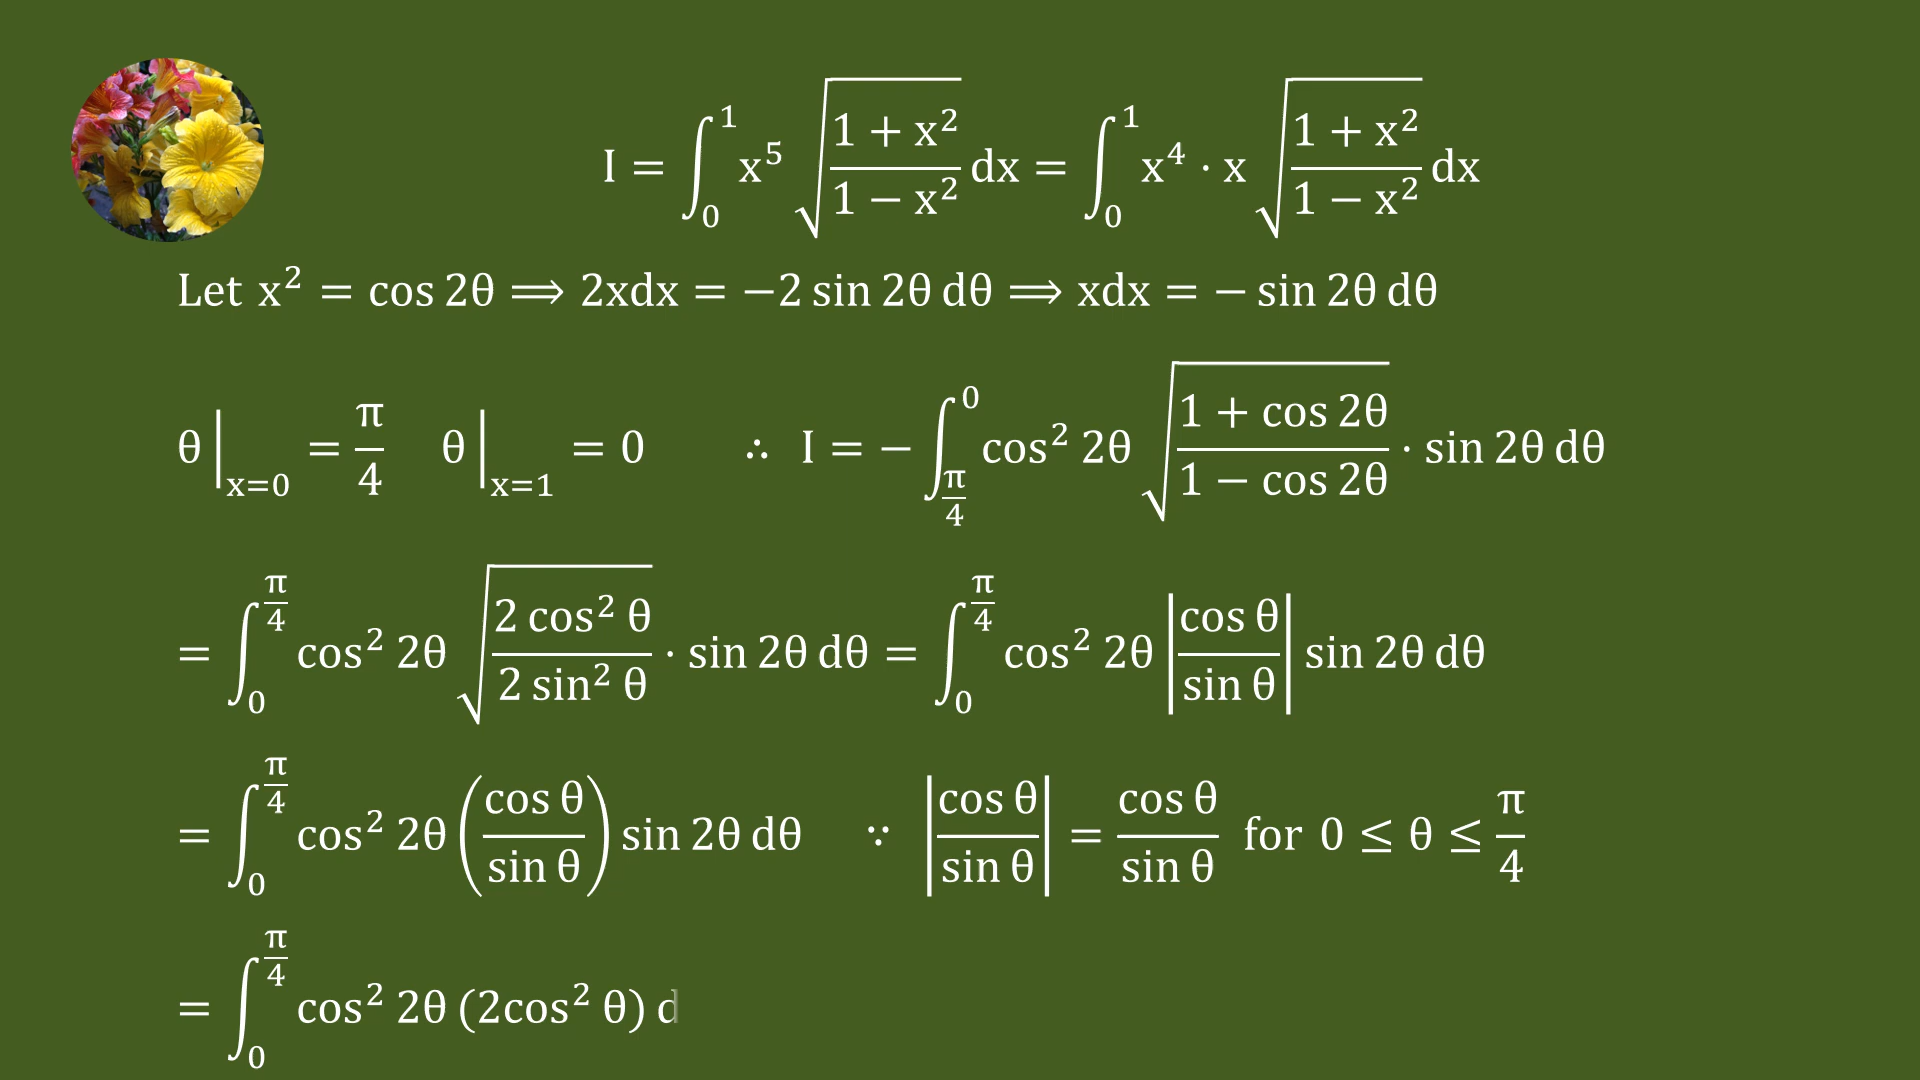 I = ∫₀¹ x⁵ √((1 + x²)/(1 − x²)) dx = ∫₀¹ x⁴ · x √((1 + x²)/(1 − x²)) dx
Let x² = cos 2θ ⟹ 2xdx = −2 sin 2θ dθ ⟹ xdx = − sin 2θ dθ
θ|ₓ₌₀ = π/4 θ|ₓ₌₁ = 0 ∴ I = − ∫_{π/4}^{0} cos² 2θ √((1 + cos 2θ)/(1 − cos 2θ)) · sin 2θ dθ
= ∫_{0}^{π/4} cos² 2θ √((2 cos² θ)/(2 sin² θ)) · sin 2θ dθ = ∫_{0}^{π/4} cos² 2θ |cos θ/sin θ| sin 2θ dθ
= ∫_{0}^{π/4} cos² 2θ (cos θ/sin θ) sin 2θ dθ ∵ |cos θ/sin θ| = cos θ/sin θ for 0 ≤ θ ≤ π/4
= ∫_{0}^{π/4} cos² 2θ (2cos² θ) d